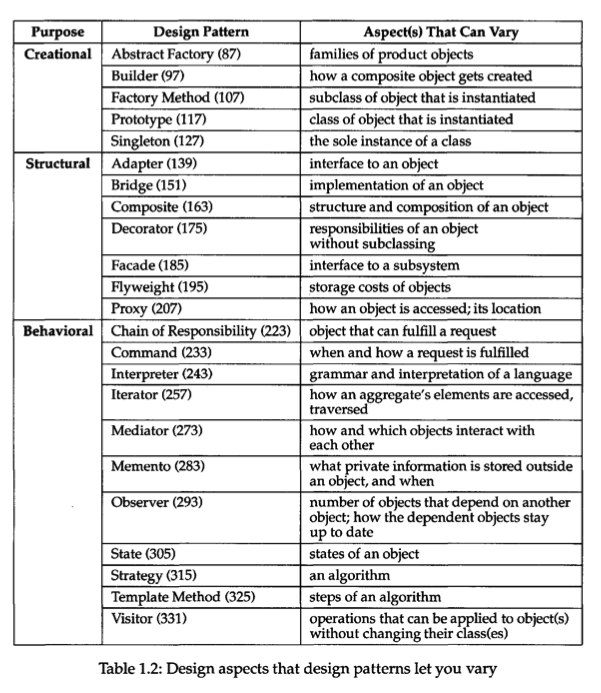 Purpose Design Pattern Aspect(s) That Can Vary
Creational Abstract Factory (87) families of product objects
Builder (97) how a composite object gets created
Factory Method (107) subclass of object that is instantiated
Prototype (117) class of object that is instantiated
Singleton (127) the sole instance of a class
Structural Adapter (139) interface to an object
Bridge (151) implementation of an object
Composite (163) structure and composition of an object
Decorator (175) responsibilities of an object
without subclassing
Facade (185) interface to a subsystem
Flyweight (195) storage costs of objects
Proxy (207) how an object is accessed; its location
Behavioral Chain of Responsibility (223) object that can fulfill a request
Command (233) when and how a request is fulfilled
Interpreter (243) grammar and interpretation of a language
Iterator (257) how an aggregate's elements are accessed,
traversed
Mediator (273) how and which objects interact with
each other
Memento (283) what private information is stored outside
an object, and when
Observer (293) number of objects that depend on another
object; how the dependent objects stay
up to date
State (305) states of an object
Strategy (315) an algorithm
Template Method (325) steps of an algorithm
Visitor (331) operations that can be applied to object(s)
without changing their class(es)
Table 1.2: Design aspects that design patterns let you vary